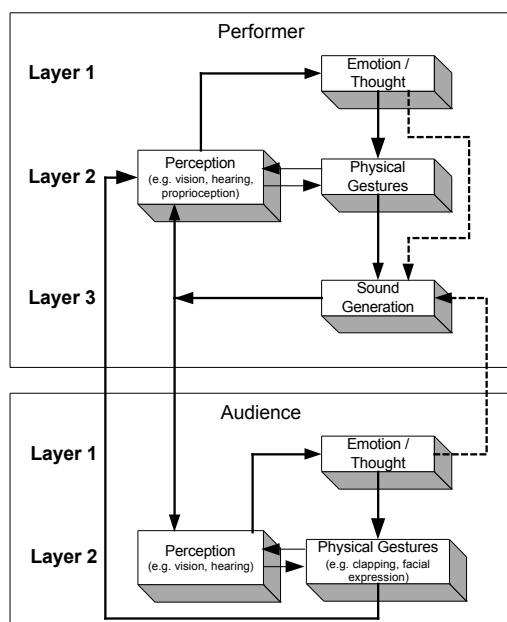 Performer
Layer 1
Emotion /
Thought
Layer 2
Perception
(e.g. vision, hearing,
proprioception)
Physical
Gestures
Layer 3
Sound
Generation
Audience
Layer 1
Emotion /
Thought
Layer 2
Perception
(e.g. vision, hearing)
Physical Gestures
(e.g. clapping, facial
expression)